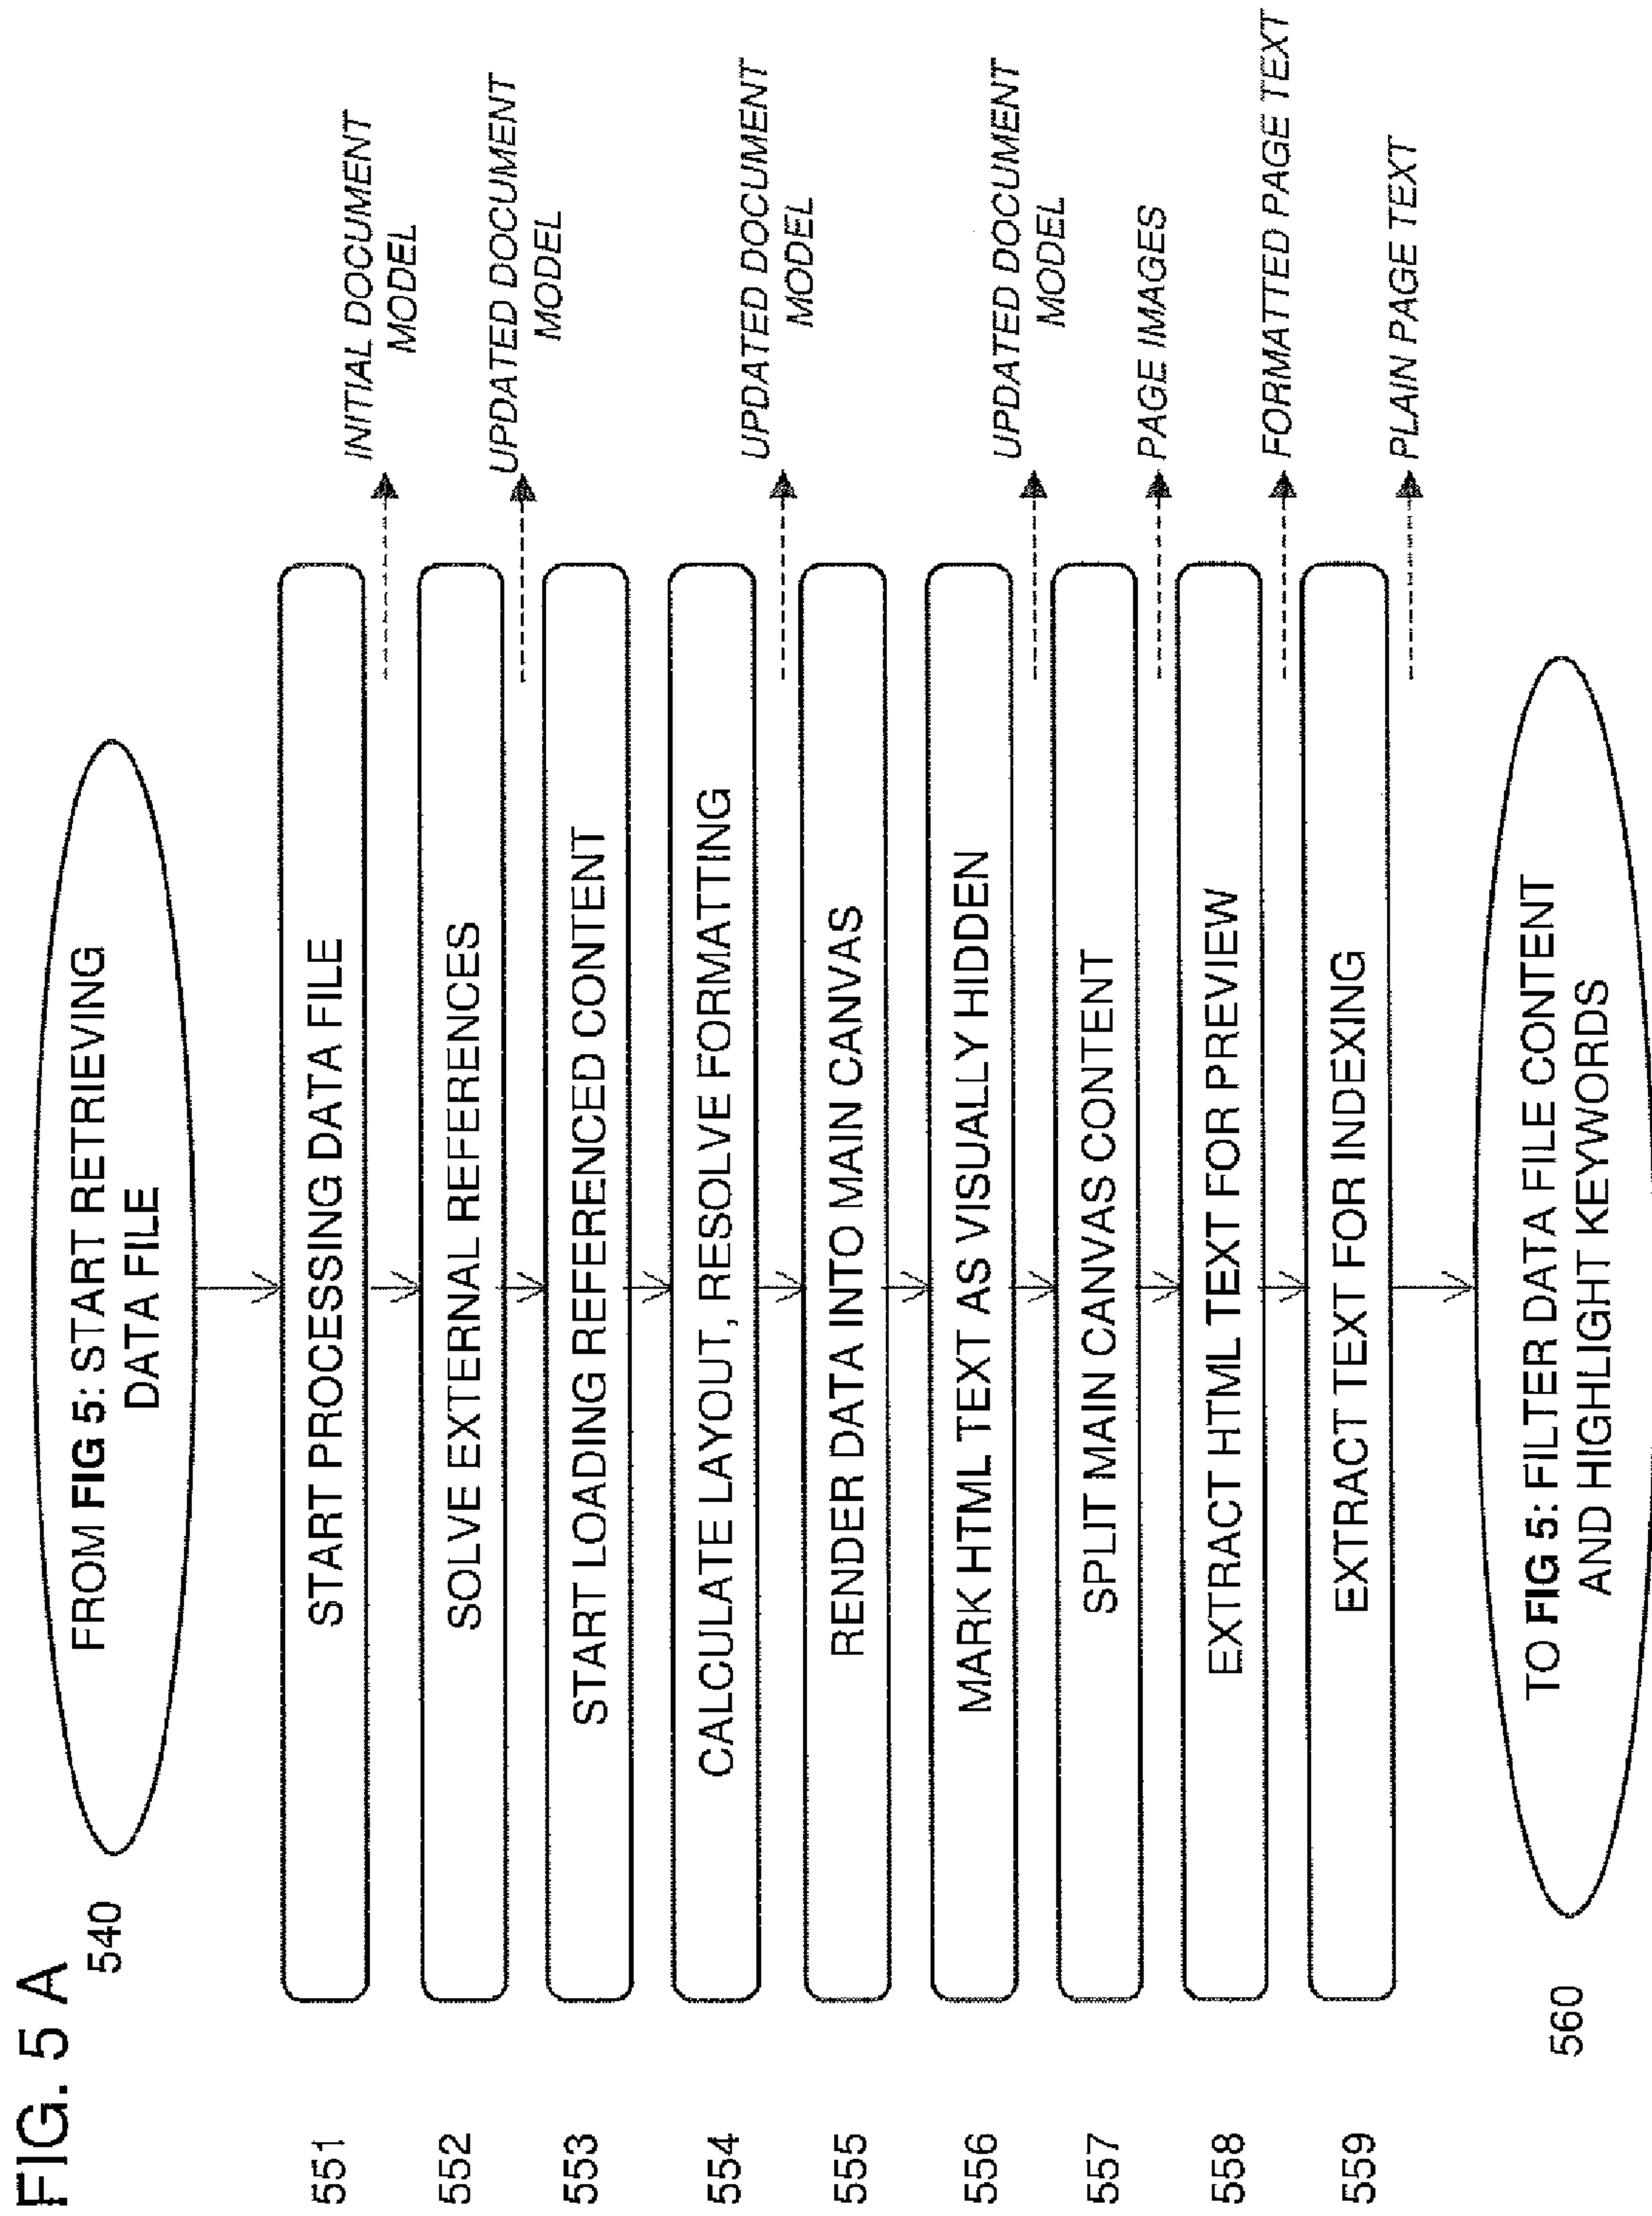 FIG. 5 A
540
FROM FIG 5: START RETRIEVING
DATA FILE
551
START PROCESSING DATA FILE
INITIAL DOCUMENT
MODEL
552
SOLVE EXTERNAL REFERENCES
UPDATED DOCUMENT
MODEL
553
START LOADING REFERENCED CONTENT
554
CALCULATE LAYOUT, RESOLVE FORMATTING
UPDATED DOCUMENT
MODEL
555
RENDER DATA INTO MAIN CANVAS
556
MARK HTML TEXT AS VISUALLY HIDDEN
UPDATED DOCUMENT
MODEL
557
SPLIT MAIN CANVAS CONTENT
PAGE IMAGES
558
EXTRACT HTML TEXT FOR PREVIEW
FORMATTED PAGE TEXT
559
EXTRACT TEXT FOR INDEXING
PLAIN PAGE TEXT
560
TO FIG 5: FILTER DATA FILE CONTENT
AND HIGHLIGHT KEYWORDS